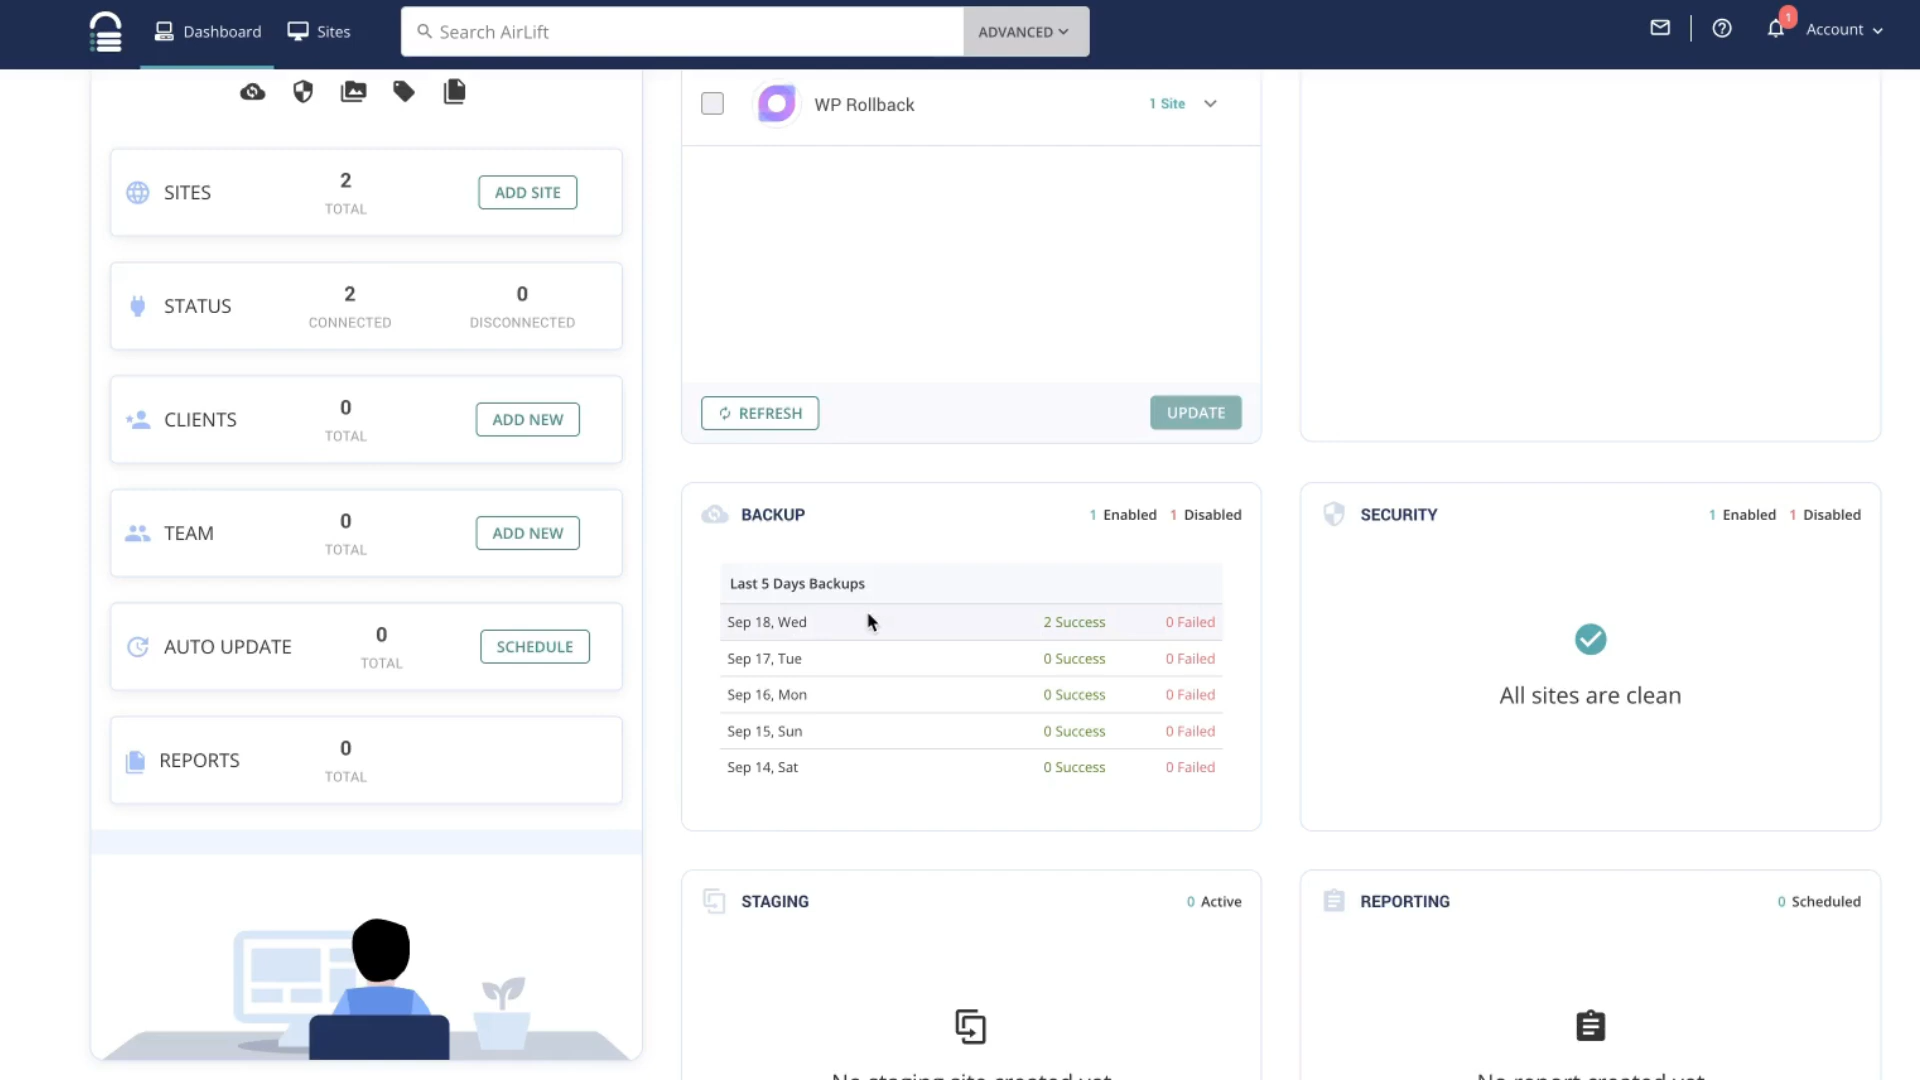 Dashboard
Sites
Search AirLift
ADVANCED
1
Account
SITES
2
TOTAL
ADD SITE
STATUS
2
CONNECTED
0
DISCONNECTED
CLIENTS
0
TOTAL
ADD NEW
TEAM
0
TOTAL
ADD NEW
AUTO UPDATE
0
TOTAL
SCHEDULE
REPORTS
0
TOTAL
WP Rollback
1 Site
REFRESH
UPDATE
BACKUP
1 Enabled 1 Disabled
Last 5 Days Backups
Sep 18, Wed 2 Success 0 Failed
Sep 17, Tue 0 Success 0 Failed
Sep 16, Mon 0 Success 0 Failed
Sep 15, Sun 0 Success 0 Failed
Sep 14, Sat 0 Success 0 Failed
SECURITY
1 Enabled 1 Disabled
All sites are clean
STAGING
0 Active
No staging site created yet
REPORTING
0 Scheduled
No report created yet